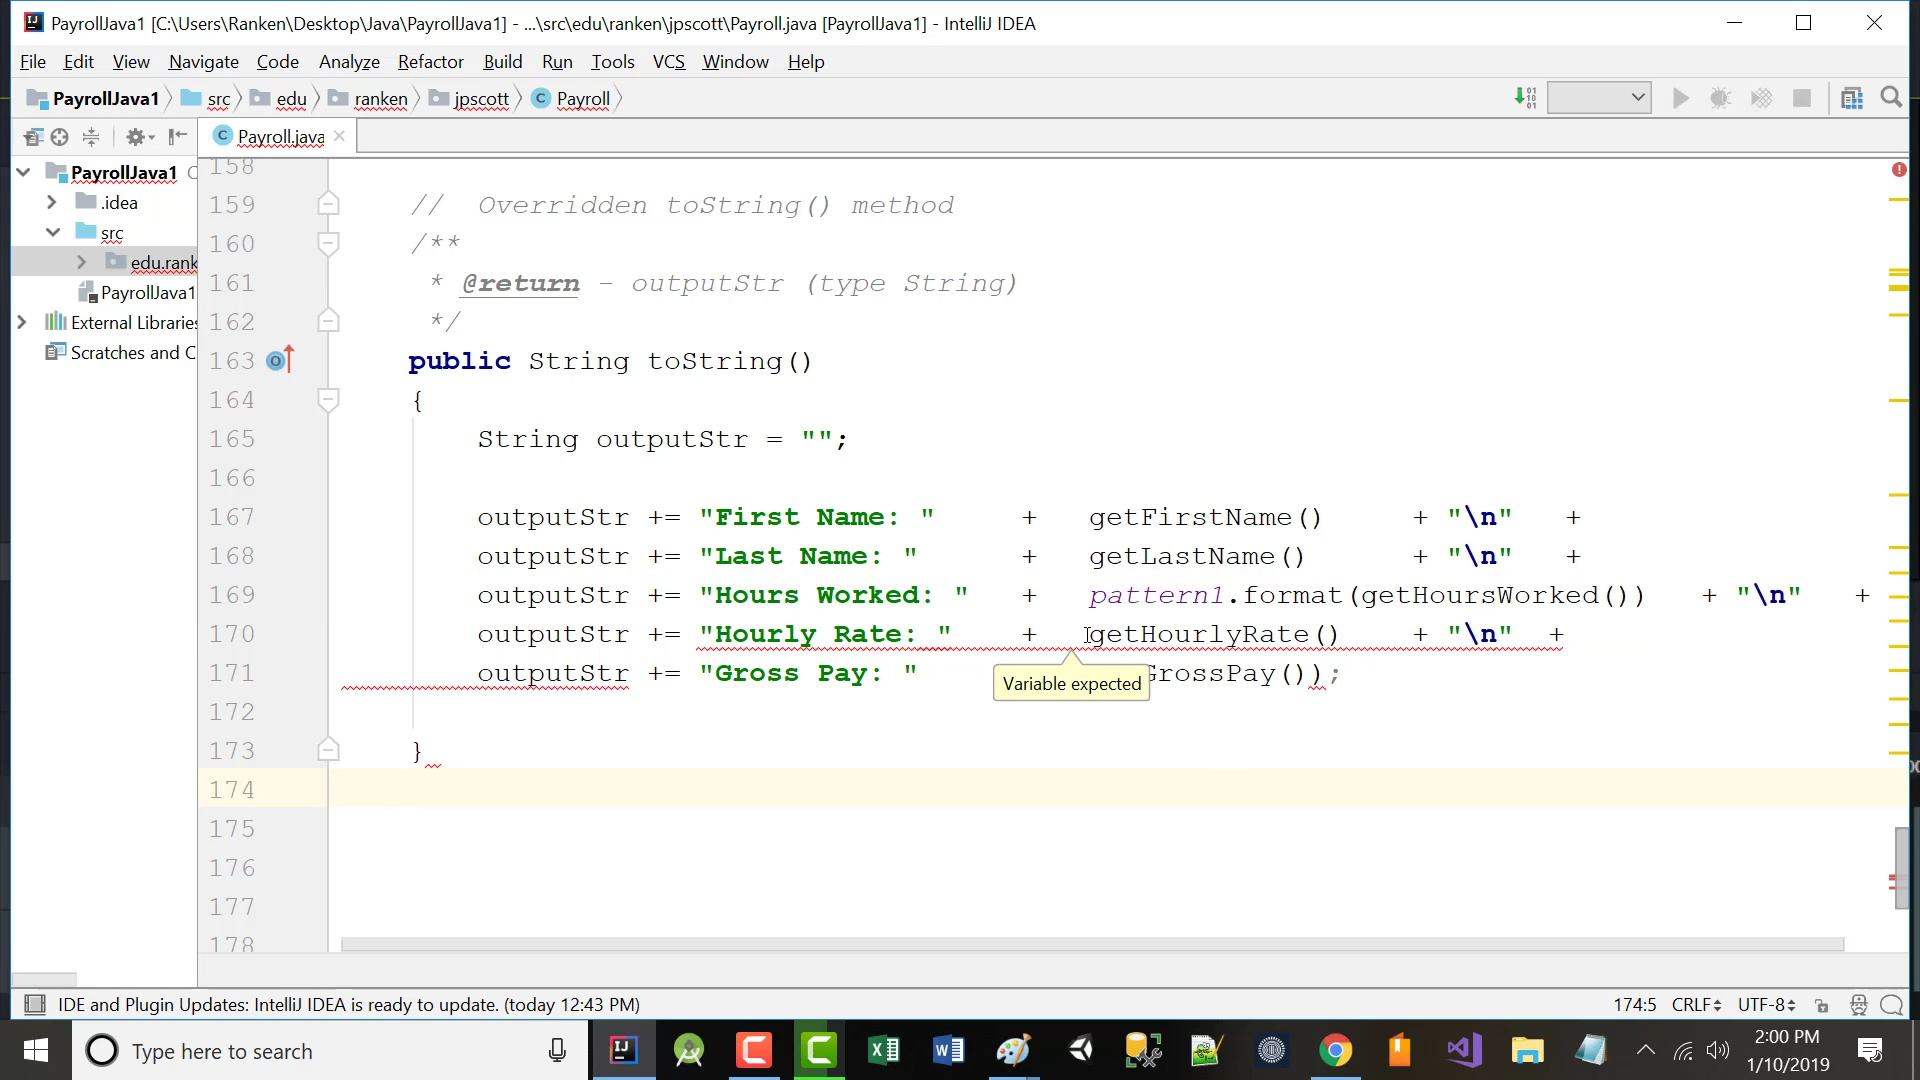 PayrollJava1 [C:\Users\Ranken\Desktop\Java\PayrollJava1] - ...\src\edu\ranken\jpscott\Payroll.java [PayrollJava1] - IntelliJ IDEA
File Edit View Navigate Code Analyze Refactor Build Run Tools VCS Window Help
PayrollJava1 src edu ranken jpscott Payroll
Payroll.java
PayrollJava1
.idea
src
edu.rank
PayrollJava1
External Libraries
Scratches and C
158
159 //  Overridden toString() method
160 /**
161 * @return - outputStr (type String)
162 */
163 public String toString()
164 {
165 String outputStr = "";
166
167 outputStr += "First Name: " + getFirstName() + "\n" +
168 outputStr += "Last Name: " + getLastName() + "\n" +
169 outputStr += "Hours Worked: " + pattern1.format(getHoursWorked()) + "\n" +
170 outputStr += "Hourly Rate: " + getHourlyRate() + "\n" +
171 outputStr += "Gross Pay: " GrossPay());
Variable expected
172
173 }
174
175
176
177
178
IDE and Plugin Updates: IntelliJ IDEA is ready to update. (today 12:43 PM)
174:5 CRLF UTF-8
Type here to search
2:00 PM
1/10/2019